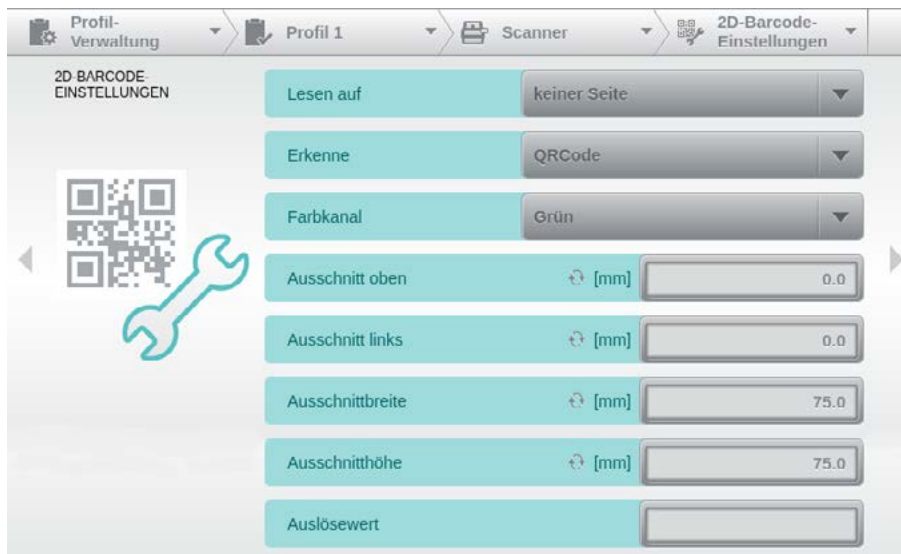 Profil-
Verwaltung
Profil 1
Scanner
2D-Barcode-
Einstellungen
2D-BARCODE-
EINSTELLUNGEN
Lesen auf
keiner Seite
Erkenne
QRCode
Farbkanal
Grün
Ausschnitt oben
[mm]
0.0
Ausschnitt links
[mm]
0.0
Ausschnittbreite
[mm]
75.0
Ausschnitthöhe
[mm]
75.0
Auslösewert